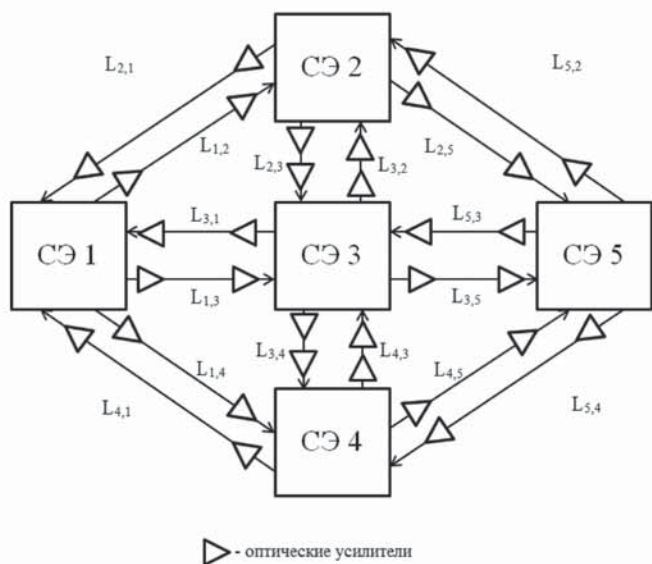 СЭ 2
L2,1
L5,2
L1,2
L2,3
L3,2
L2,5
L3,1
L5,3
СЭ 1
СЭ 3
СЭ 5
L1,3
L3,5
L3,4
L4,3
L1,4
L4,5
L4,1
L5,4
СЭ 4
- оптические усилители